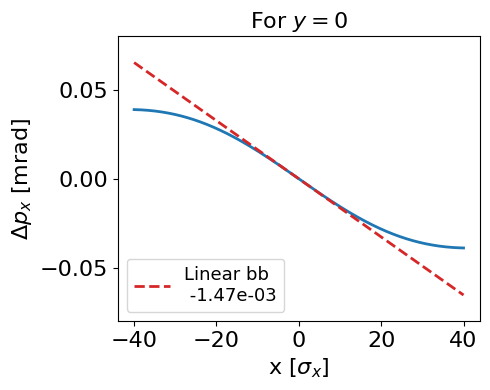 For $y = 0$
0.05
0.00
−0.05
Δp_x [mrad]
Linear bb
-1.47e-03
−40 −20 0 20 40
x [σ_x]